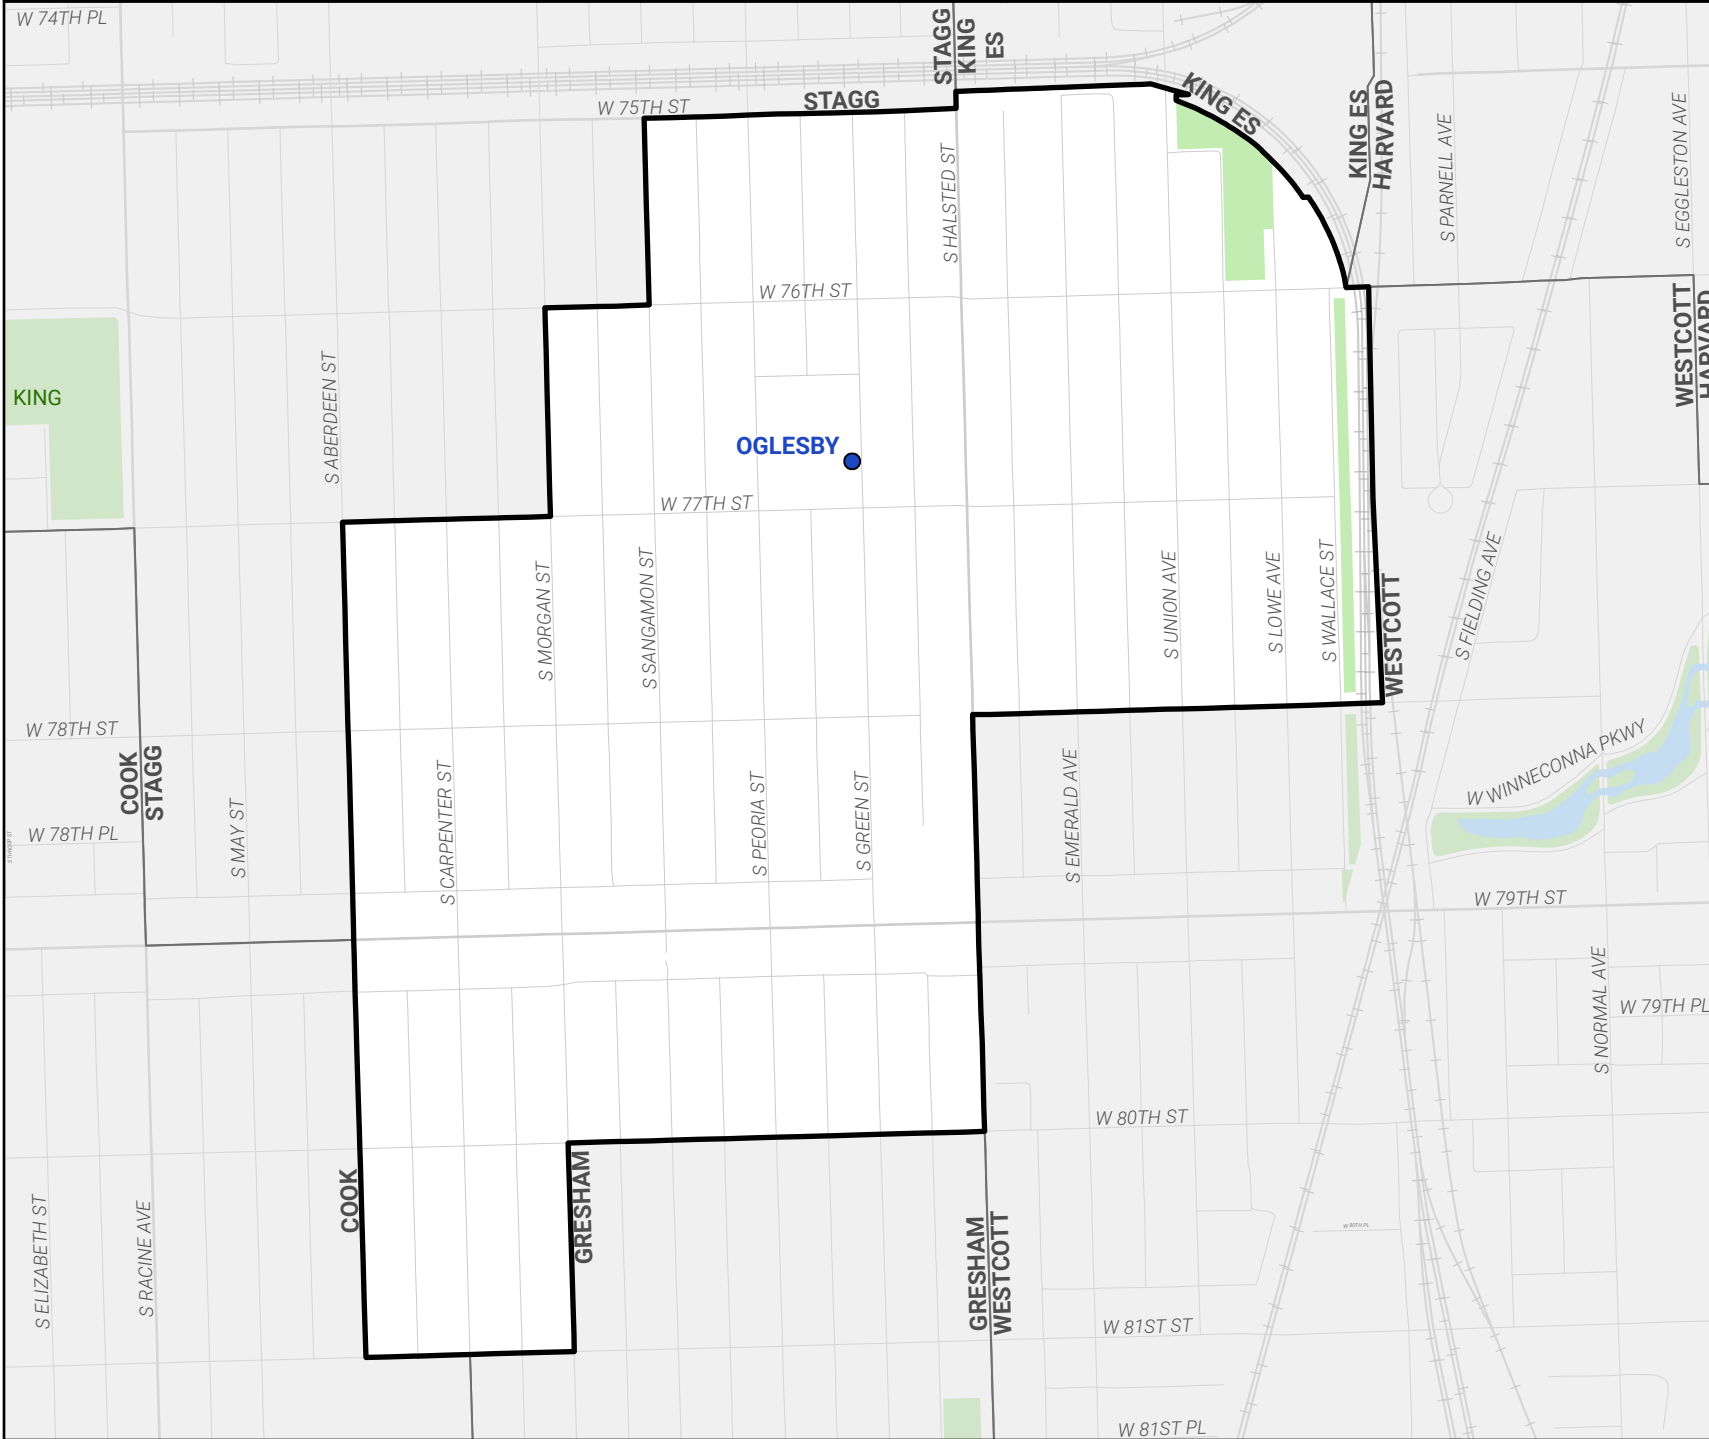 W 74TH PL
STAGG
KING
ES
W 75TH ST
STAGG
KING ES
KING ES
HARVARD
S PARNELL AVE
S EGGLESTON AVE
S HALSTED ST
W 76TH ST
WESTCOTT
HARVARD
KING
S ABERDEEN ST
OGLESBY
W 77TH ST
S MORGAN ST
S SANGAMON ST
S UNION AVE
S LOWE AVE
S WALLACE ST
WESTCOTT
S FIELDING AVE
W 78TH ST
COOK
STAGG
W WINNECONNA PKWY
S MAY ST
S CARPENTER ST
S PEORIA ST
S GREEN ST
S EMERALD AVE
W 78TH PL
W 79TH ST
S NORMAL AVE
W 79TH PL
W 80TH ST
COOK
GRESHAM
S ELIZABETH ST
S RACINE AVE
GRESHAM
WESTCOTT
W 80TH PL
W 81ST ST
W 81ST PL